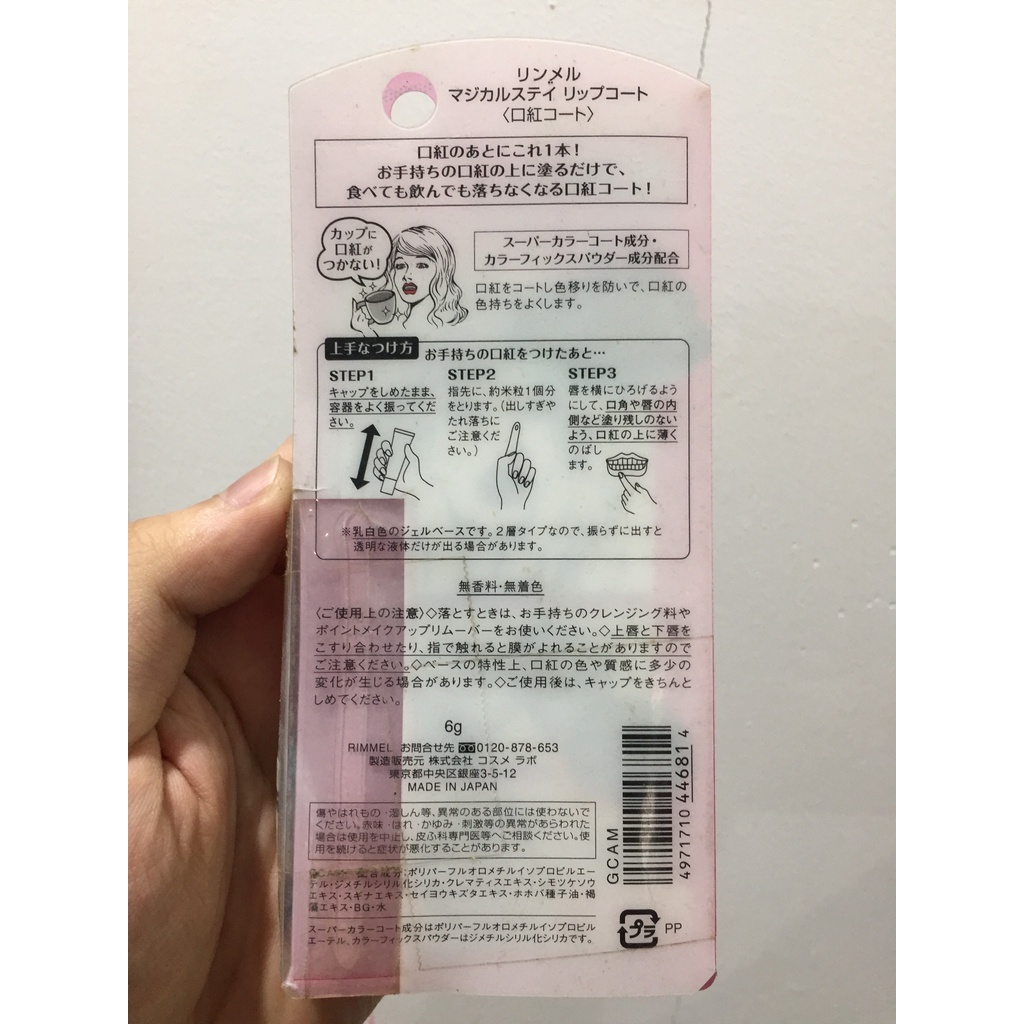 リンメル
マジカルステイ リップコート
〈口紅コート〉
口紅のあとにこれ1本！
お手持ちの口紅の上に塗るだけで、
食べても飲んでも落ちなくなる口紅コート！
カップに
口紅が
つかない！
スーパーカラーコート成分・
カラーフィックスパウダー成分配合
口紅をコートし色移りを防いで、口紅の
色持ちをよくします。
上手なつけ方 お手持ちの口紅をつけたあと…
STEP1
キャップをしめたまま、
容器をよく振ってくだ
さい。
STEP2
指先に、約米粒1個分
をとります。（出しすぎや
たれ落ちに
ご注意くだ
さい。）
STEP3
唇を横にひろげるよう
にして、口角や唇の内
側など塗り残しのない
よう、口紅の上に薄く
のばし
ます。
※乳白色のジェルベースです。2層タイプなので、振らずに出すと
透明な液体だけが出る場合があります。
無香料・無着色
〈ご使用上の注意〉◇落とすときは、お手持ちのクレンジング料や
ポイントメイクアップリムーバーをお使いください。◇上唇と下唇を
こすり合わせたり、指で触れると膜がよれることがありますので
ご注意ください。◇ベースの特性上、口紅の色や質感に多少の
変化が生じる場合があります。◇ご使用後は、キャップをきちんと
しめてください。
6g
RIMMEL お問合せ先 0120-878-653
製造販売元 株式会社 コスメ ラボ
東京都中央区銀座3-5-12
MADE IN JAPAN
傷やはれもの・湿しん等、異常のある部位には使わないで
ください。赤味・はれ・かゆみ・刺激等の異常があらわれた
場合は使用を中止し、皮ふ科専門医等へご相談ください。使
用を続けると症状が悪化することがあります。
配合成分:ポリパーフルオロメチルイソプロピルエー
テル・ジメチルシリル化シリカ・クレマティスエキス・シモツケソウ
エキス・スギナエキス・セイヨウキズタエキス・ホホバ種子油・褐
藻エキス・BG・水
スーパーカラーコート成分はポリパーフルオロメチルイソプロピル
エーテル、カラーフィックスパウダーはジメチルシリル化シリカです。
GCAM
4971710446814
プラ PP